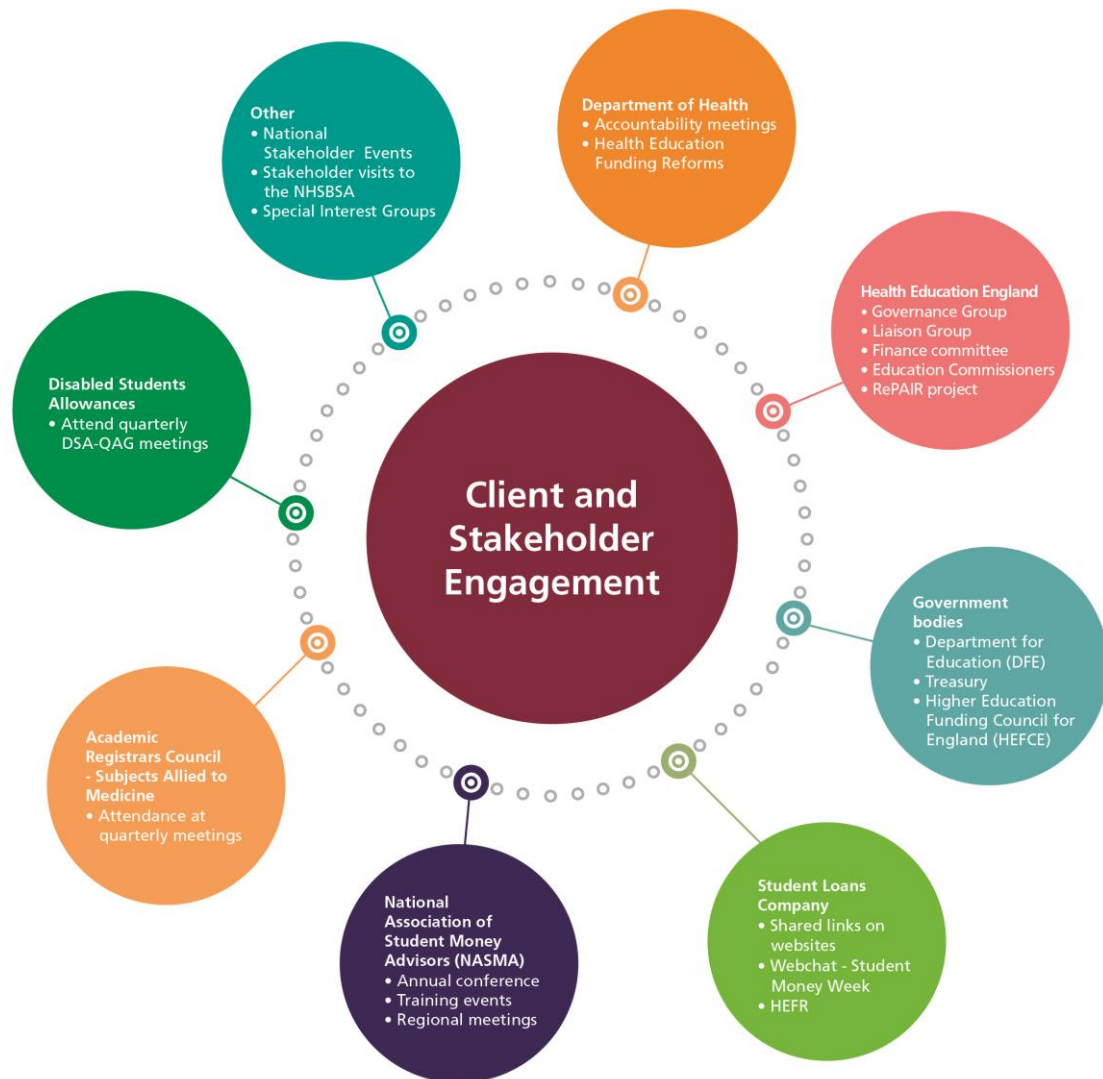 Client and
Stakeholder
Engagement
Department of Health
• Accountability meetings
• Health Education
Funding Reforms
Health Education England
• Governance Group
• Liaison Group
• Finance committee
• Education Commissioners
• RePAIR project
Government
bodies
• Department for
Education (DFE)
• Treasury
• Higher Education
Funding Council for
England (HEFCE)
Student Loans
Company
• Shared links on
websites
• Webchat - Student
Money Week
• HEFR
National
Association of
Student Money
Advisors (NASMA)
• Annual conference
• Training events
• Regional meetings
Academic
Registrars Council
- Subjects Allied to
Medicine
• Attendance at
quarterly meetings
Disabled Students
Allowances
• Attend quarterly
DSA-QAG meetings
Other
• National
Stakeholder Events
• Stakeholder visits to
the NHSBSA
• Special Interest Groups